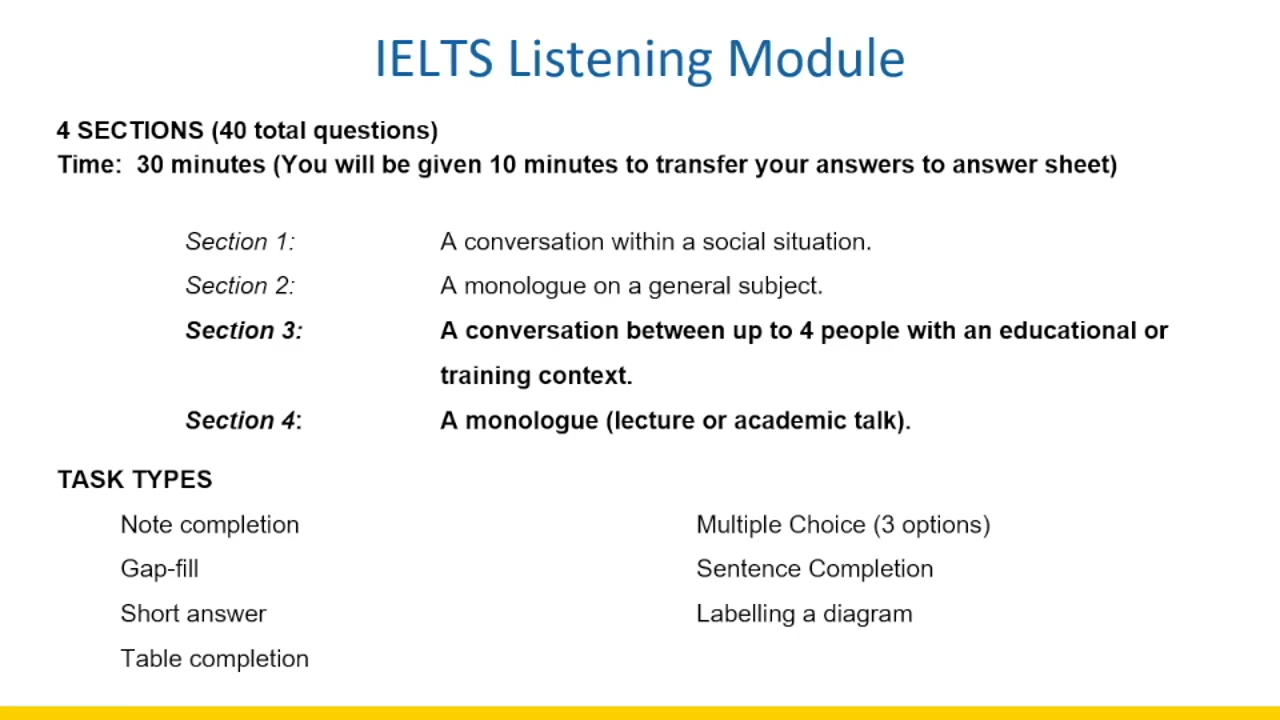 IELTS Listening Module
4 SECTIONS (40 total questions)
Time: 30 minutes (You will be given 10 minutes to transfer your answers to answer sheet)
Section 1: A conversation within a social situation.
Section 2: A monologue on a general subject.
Section 3: A conversation between up to 4 people with an educational or
training context.
Section 4: A monologue (lecture or academic talk).
TASK TYPES
Note completion Multiple Choice (3 options)
Gap-fill Sentence Completion
Short answer Labelling a diagram
Table completion